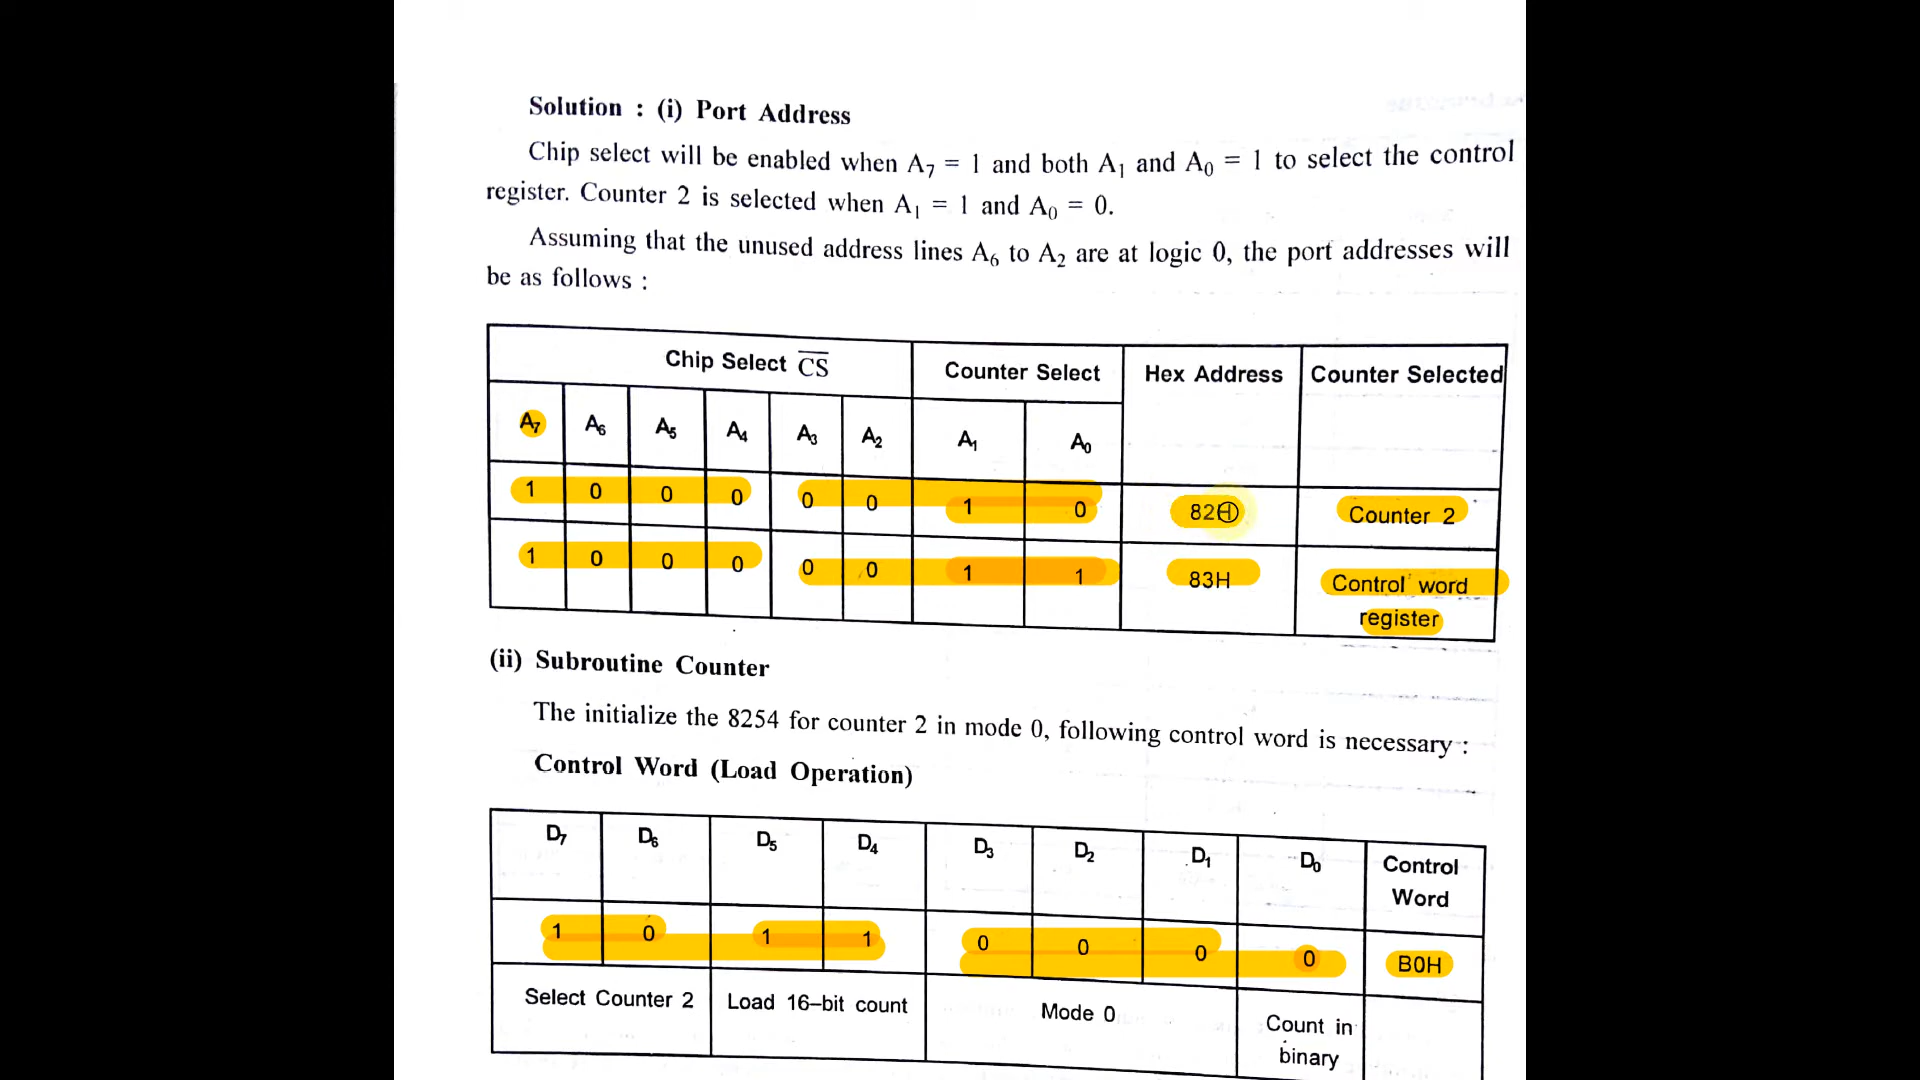 Solution : (i) Port Address
Chip select will be enabled when A₇ = 1 and both A₁ and A₀ = 1 to select the control
register. Counter 2 is selected when A₁ = 1 and A₀ = 0.
Assuming that the unused address lines A₆ to A₂ are at logic 0, the port addresses will
be as follows :
Chip Select C̅S̅ Counter Select Hex Address Counter Selected
A₇ A₆ A₅ A₄ A₃ A₂ A₁ A₀
1 0 0 0 0 0 1 0 82H Counter 2
1 0 0 0 0 0 1 1 83H Control word
register
(ii) Subroutine Counter
The initialize the 8254 for counter 2 in mode 0, following control word is necessary :
Control Word (Load Operation)
D₇ D₆ D₅ D₄ D₃ D₂ D₁ D₀ Control
Word
1 0 1 1 0 0 0 0 B0H
Select Counter 2 Load 16–bit count Mode 0 Count in
binary